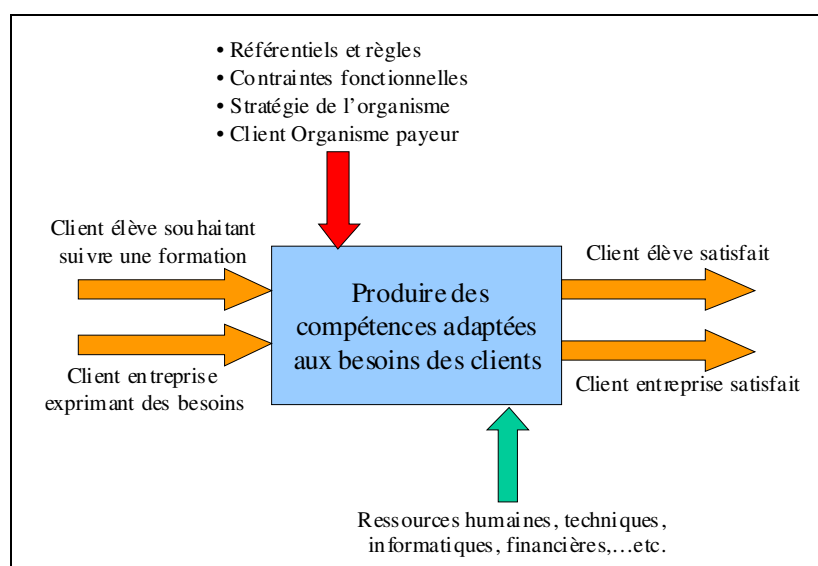 • Référentiels et règles
• Contraintes fonctionnelles
• Stratégie de l'organisme
• Client Organisme payeur
Client élève souhaitant
suivre une formation
Client entreprise
exprimant des besoins
Produire des
compétences adaptées
aux besoins des clients
Client élève satisfait
Client entreprise satisfait
Ressources humaines, techniques,
informatiques, financières,…etc.